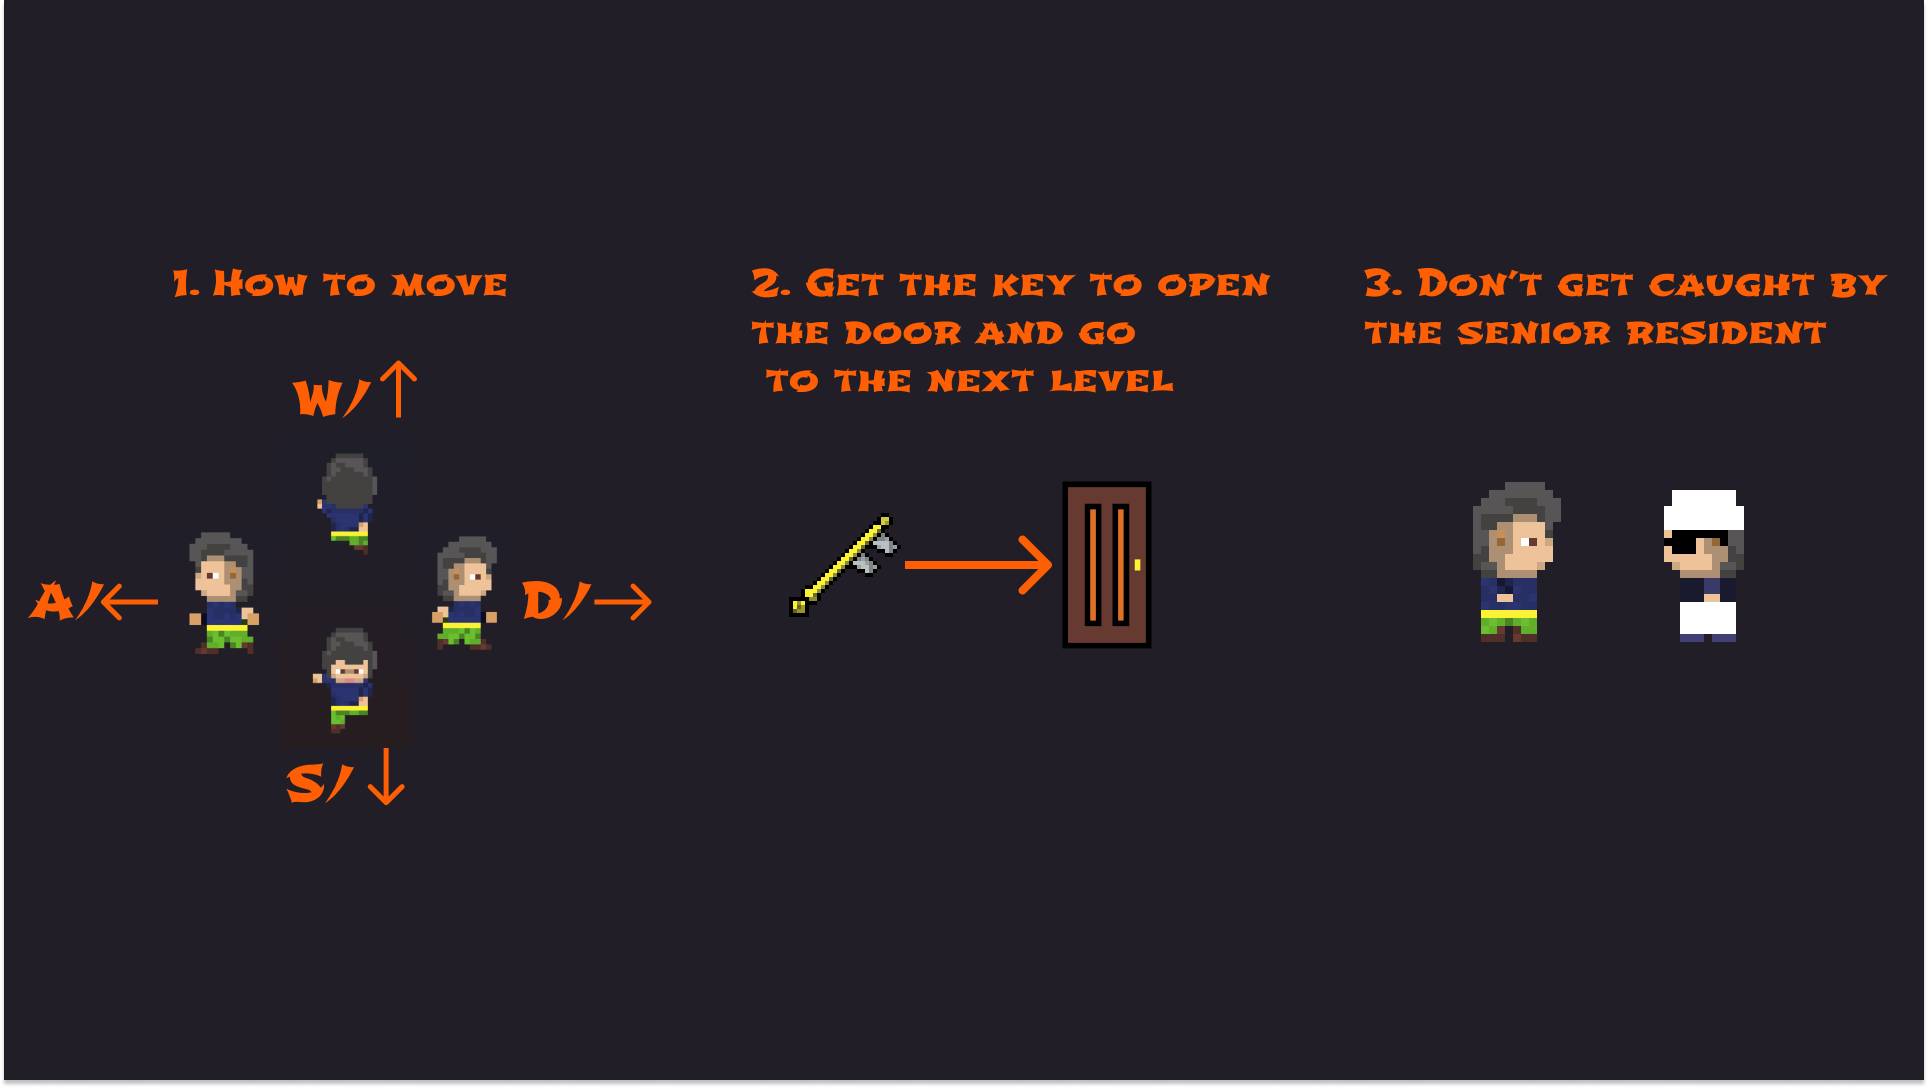 1. How to move
W/↑
A/←
D/→
S/↓
2. Get the key to open
the door and go
to the next level
3. Don't get caught by
the senior resident